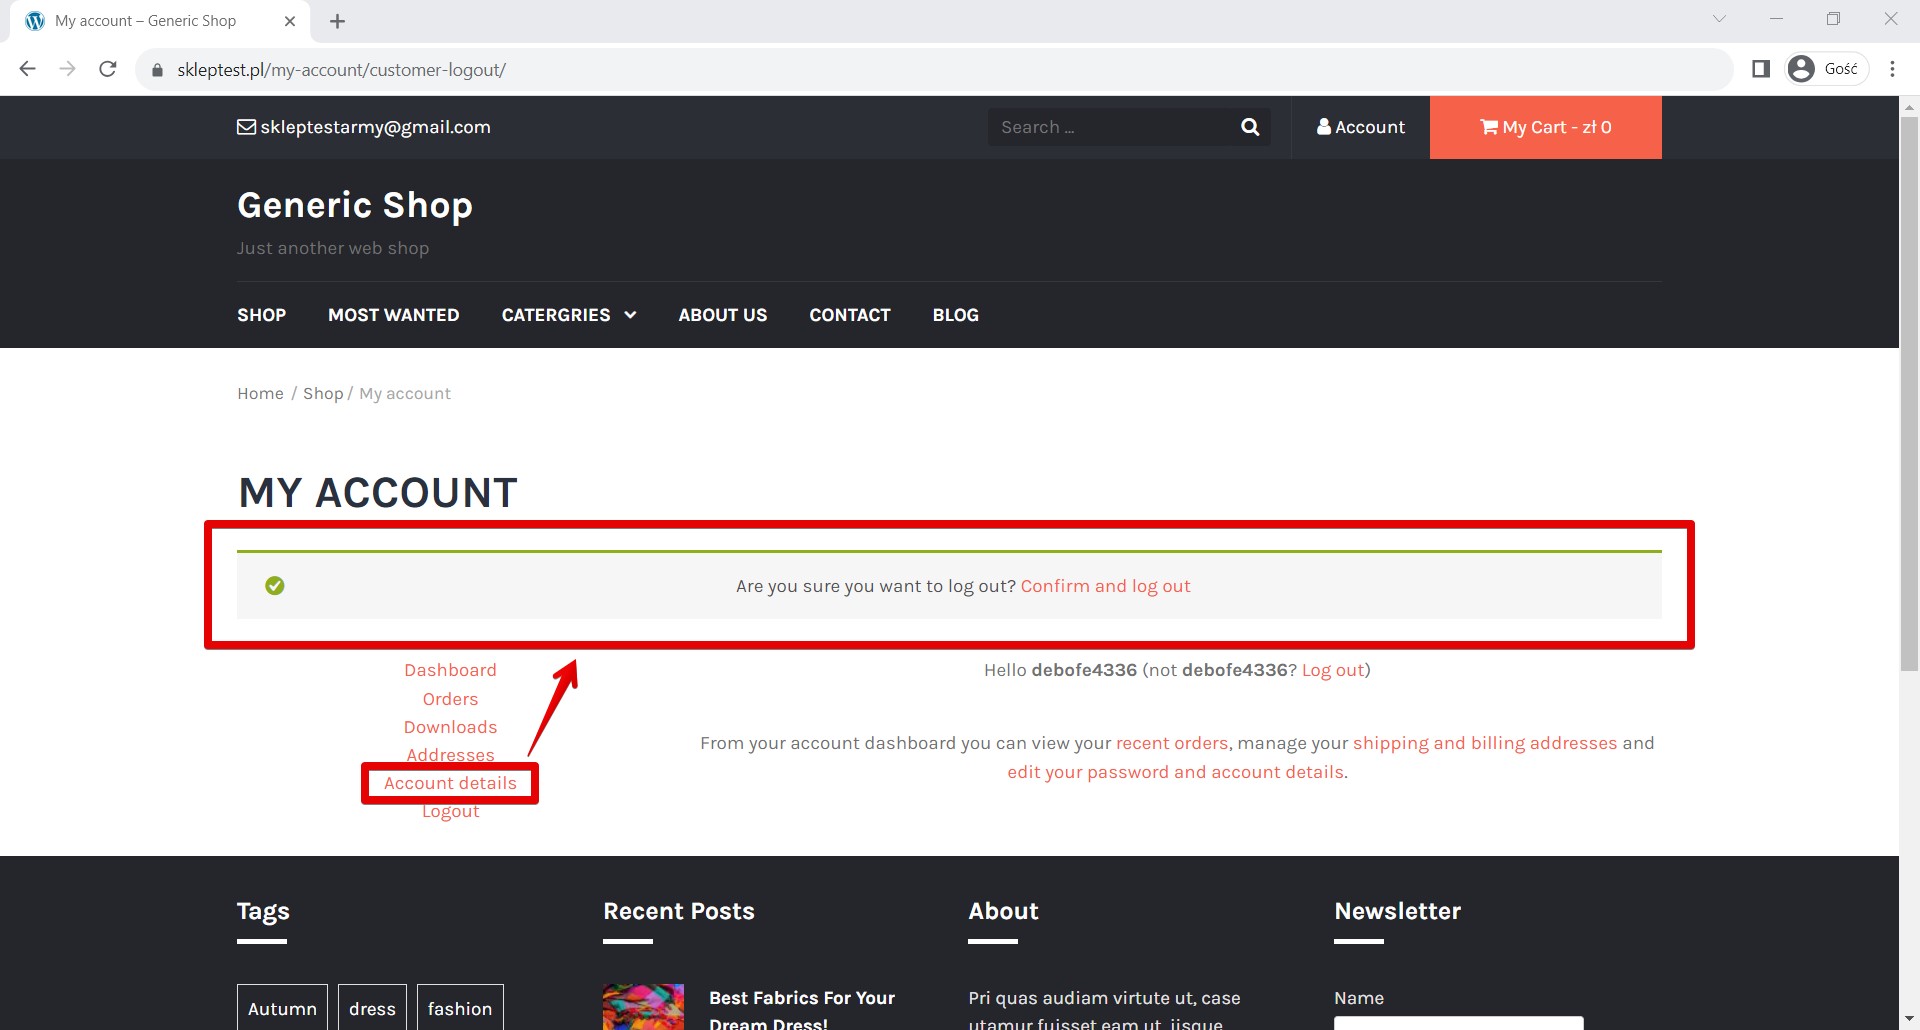 My account – Generic Shop
skleptest.pl/my-account/customer-logout/
Gość
skleptestarmy@gmail.com
Search ...
Account
My Cart - zł 0
Generic Shop
Just another web shop
SHOP
MOST WANTED
CATERGRIES
ABOUT US
CONTACT
BLOG
Home / Shop / My account
MY ACCOUNT
Are you sure you want to log out? Confirm and log out
Dashboard
Orders
Downloads
Addresses
Account details
Logout
Hello debofe4336 (not debofe4336? Log out)
From your account dashboard you can view your recent orders, manage your shipping and billing addresses and
edit your password and account details.
Tags
Autumn
dress
fashion
Recent Posts
Best Fabrics For Your
Dream Dress!
About
Pri quas audiam virtute ut, case
utamur fuisset eam ut, iisque
Newsletter
Name